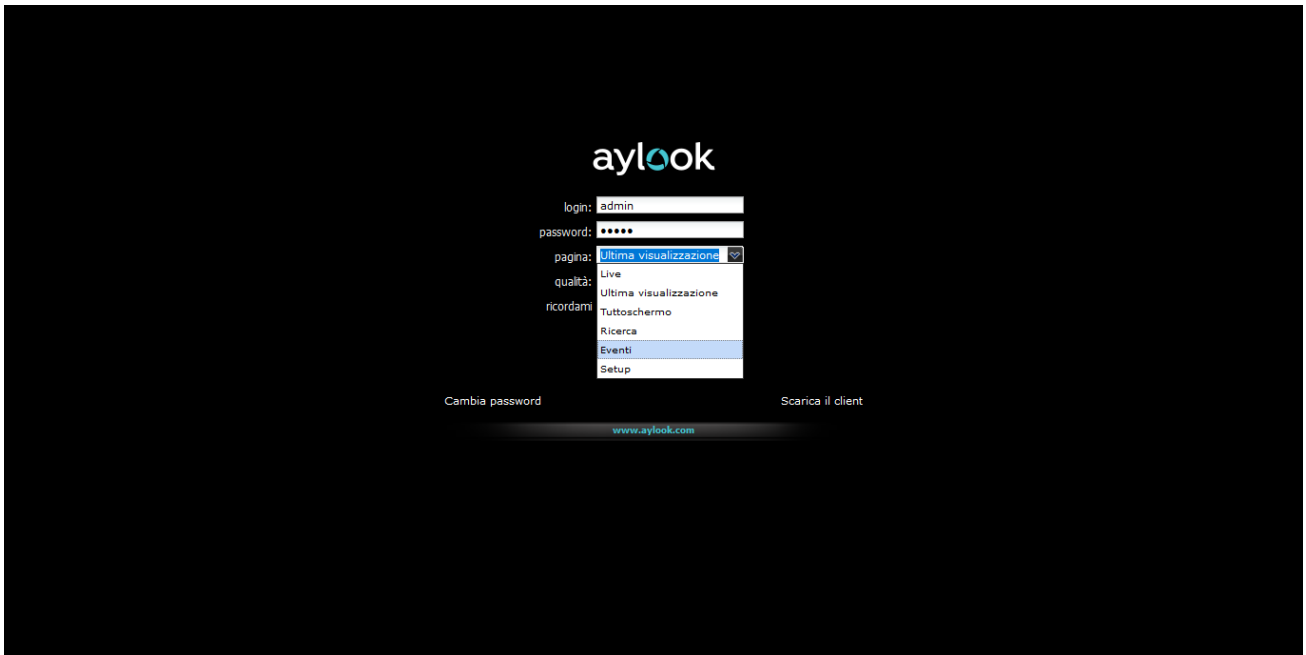 aylook
login: admin
password: •••••
pagina: Ultima visualizzazione
qualità: Live
Ultima visualizzazione
ricordami Tuttoschermo
Ricerca
Eventi
Setup
Cambia password Scarica il client
www.aylook.com